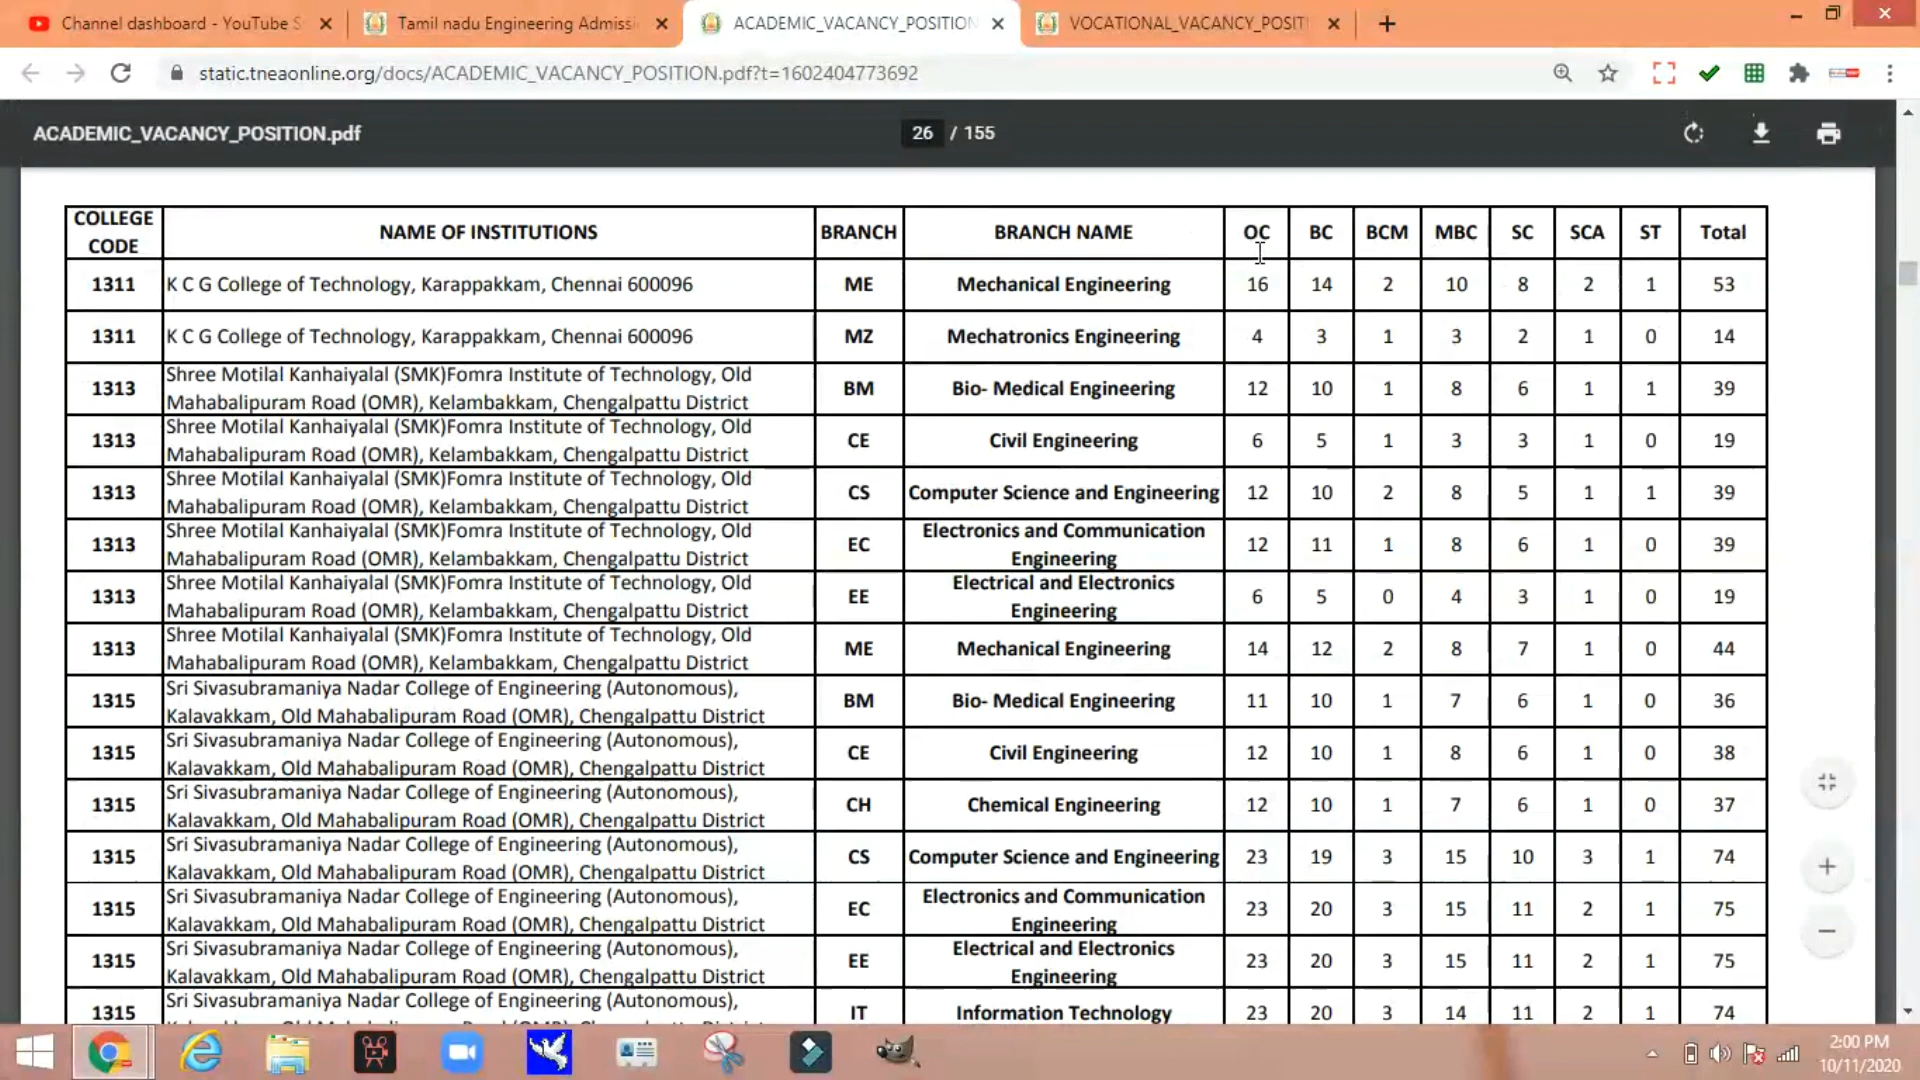 Channel dashboard - YouTube S
Tamil nadu Engineering Admiss
ACADEMIC_VACANCY_POSITION
VOCATIONAL_VACANCY_POSIT
static.tneaonline.org/docs/ACADEMIC_VACANCY_POSITION.pdf?t=1602404773692
ACADEMIC_VACANCY_POSITION.pdf 26 / 155
COLLEGE CODE NAME OF INSTITUTIONS BRANCH BRANCH NAME OC BC BCM MBC SC SCA ST Total
1311 K C G College of Technology, Karappakkam, Chennai 600096 ME Mechanical Engineering 16 14 2 10 8 2 1 53
1311 K C G College of Technology, Karappakkam, Chennai 600096 MZ Mechatronics Engineering 4 3 1 3 2 1 0 14
Shree Motilal Kanhaiyalal (SMK)Fomra Institute of Technology, Old
1313 Mahabalipuram Road (OMR), Kelambakkam, Chengalpattu District BM Bio- Medical Engineering 12 10 1 8 6 1 1 39
Shree Motilal Kanhaiyalal (SMK)Fomra Institute of Technology, Old
1313 Mahabalipuram Road (OMR), Kelambakkam, Chengalpattu District CE Civil Engineering 6 5 1 3 3 1 0 19
Shree Motilal Kanhaiyalal (SMK)Fomra Institute of Technology, Old
1313 Mahabalipuram Road (OMR), Kelambakkam, Chengalpattu District CS Computer Science and Engineering 12 10 2 8 5 1 1 39
Shree Motilal Kanhaiyalal (SMK)Fomra Institute of Technology, Old
1313 Mahabalipuram Road (OMR), Kelambakkam, Chengalpattu District EC Electronics and Communication Engineering 12 11 1 8 6 1 0 39
Shree Motilal Kanhaiyalal (SMK)Fomra Institute of Technology, Old
1313 Mahabalipuram Road (OMR), Kelambakkam, Chengalpattu District EE Electrical and Electronics Engineering 6 5 0 4 3 1 0 19
Shree Motilal Kanhaiyalal (SMK)Fomra Institute of Technology, Old
1313 Mahabalipuram Road (OMR), Kelambakkam, Chengalpattu District ME Mechanical Engineering 14 12 2 8 7 1 0 44
Sri Sivasubramaniya Nadar College of Engineering (Autonomous),
1315 Kalavakkam, Old Mahabalipuram Road (OMR), Chengalpattu District BM Bio- Medical Engineering 11 10 1 7 6 1 0 36
Sri Sivasubramaniya Nadar College of Engineering (Autonomous),
1315 Kalavakkam, Old Mahabalipuram Road (OMR), Chengalpattu District CE Civil Engineering 12 10 1 8 6 1 0 38
Sri Sivasubramaniya Nadar College of Engineering (Autonomous),
1315 Kalavakkam, Old Mahabalipuram Road (OMR), Chengalpattu District CH Chemical Engineering 12 10 1 7 6 1 0 37
Sri Sivasubramaniya Nadar College of Engineering (Autonomous),
1315 Kalavakkam, Old Mahabalipuram Road (OMR), Chengalpattu District CS Computer Science and Engineering 23 19 3 15 10 3 1 74
Sri Sivasubramaniya Nadar College of Engineering (Autonomous),
1315 Kalavakkam, Old Mahabalipuram Road (OMR), Chengalpattu District EC Electronics and Communication Engineering 23 20 3 15 11 2 1 75
Sri Sivasubramaniya Nadar College of Engineering (Autonomous),
1315 Kalavakkam, Old Mahabalipuram Road (OMR), Chengalpattu District EE Electrical and Electronics Engineering 23 20 3 15 11 2 1 75
Sri Sivasubramaniya Nadar College of Engineering (Autonomous),
1315 IT Information Technology 23 20 3 14 11 2 1 74
2:00 PM
10/11/2020